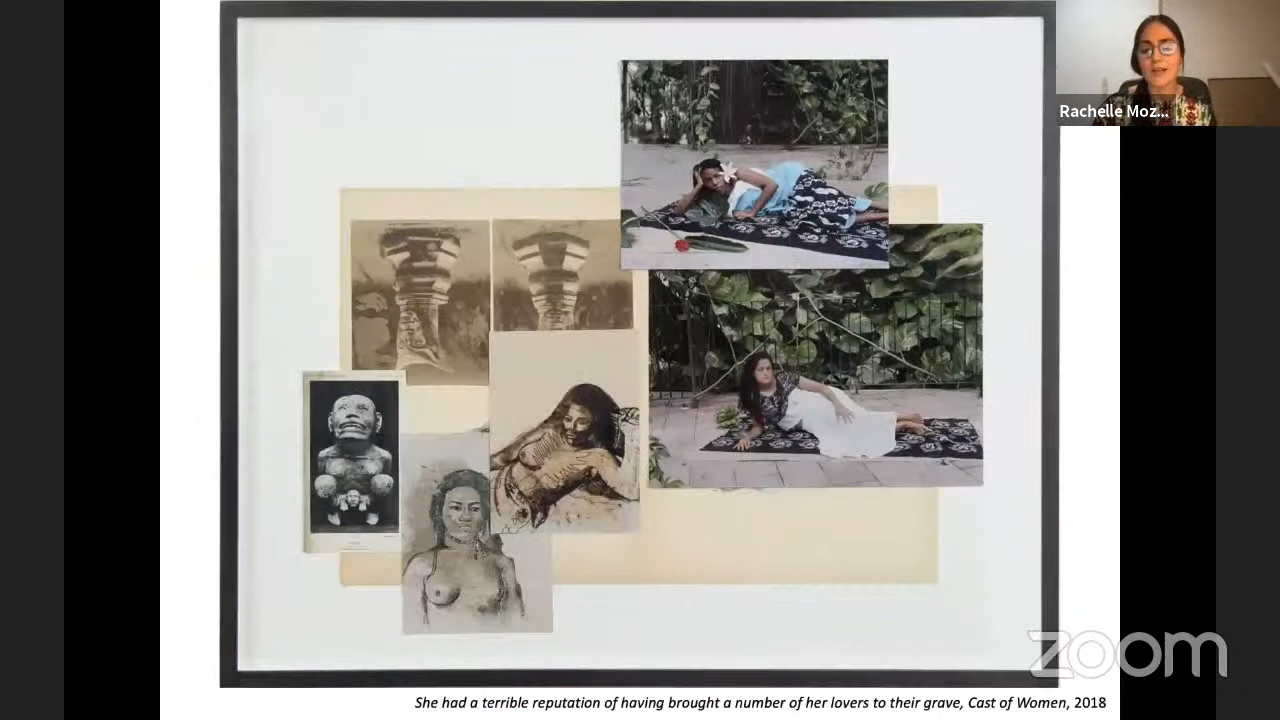 Rachelle Moz...
zoom
She had a terrible reputation of having brought a number of her lovers to their grave, Cast of Women, 2018